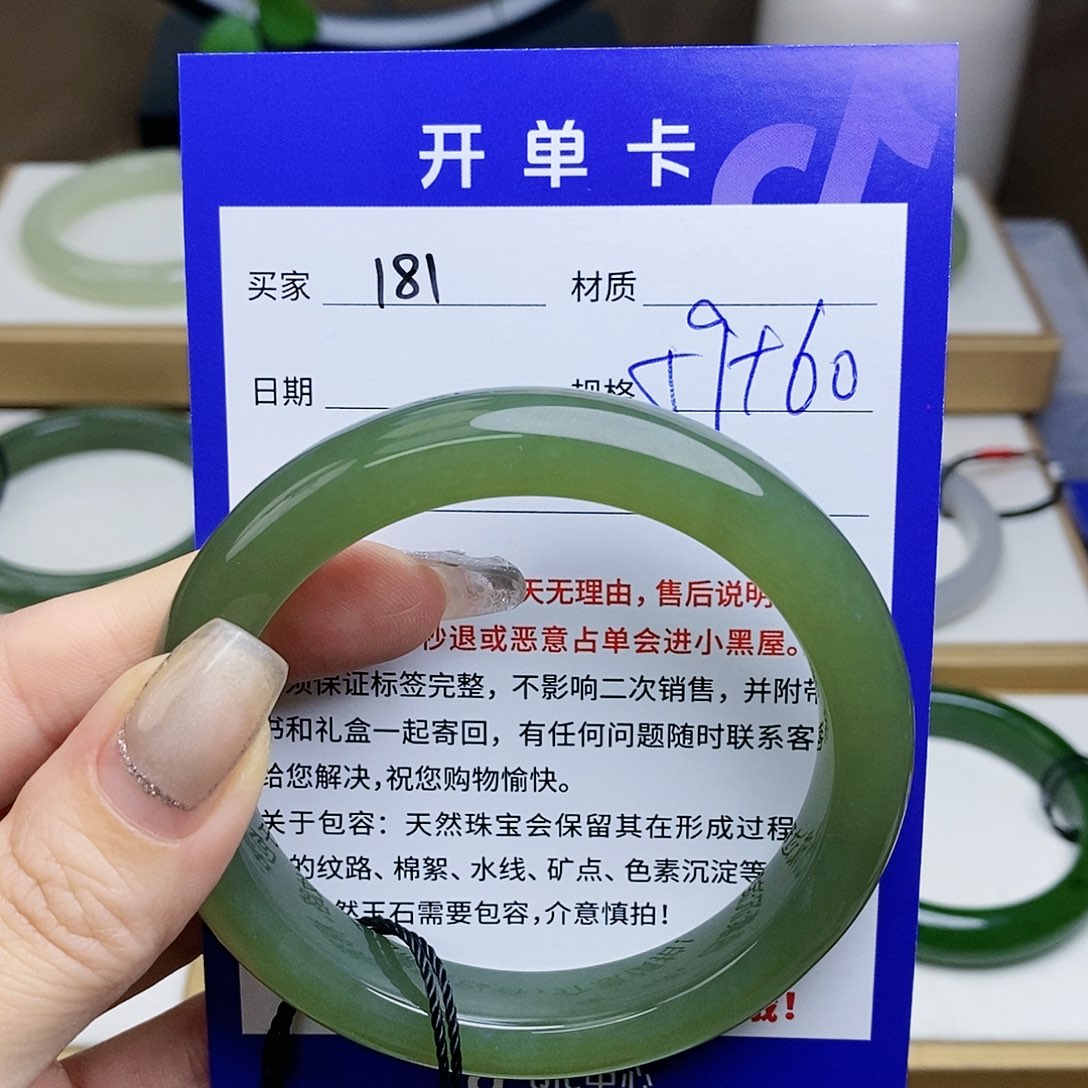 开单卡
买家 181 材质
日期 规格 59+60
天无理由，售后说明
秒退或恶意占单会进小黑屋。
须保证标签完整，不影响二次销售，并附带
书和礼盒一起寄回，有任何问题随时联系客
给您解决，祝您购物愉快。
关于包容：天然珠宝会保留其在形成过程
的纹路、棉絮、水线、矿点、色素沉淀等
然玉石需要包容，介意慎拍！
！